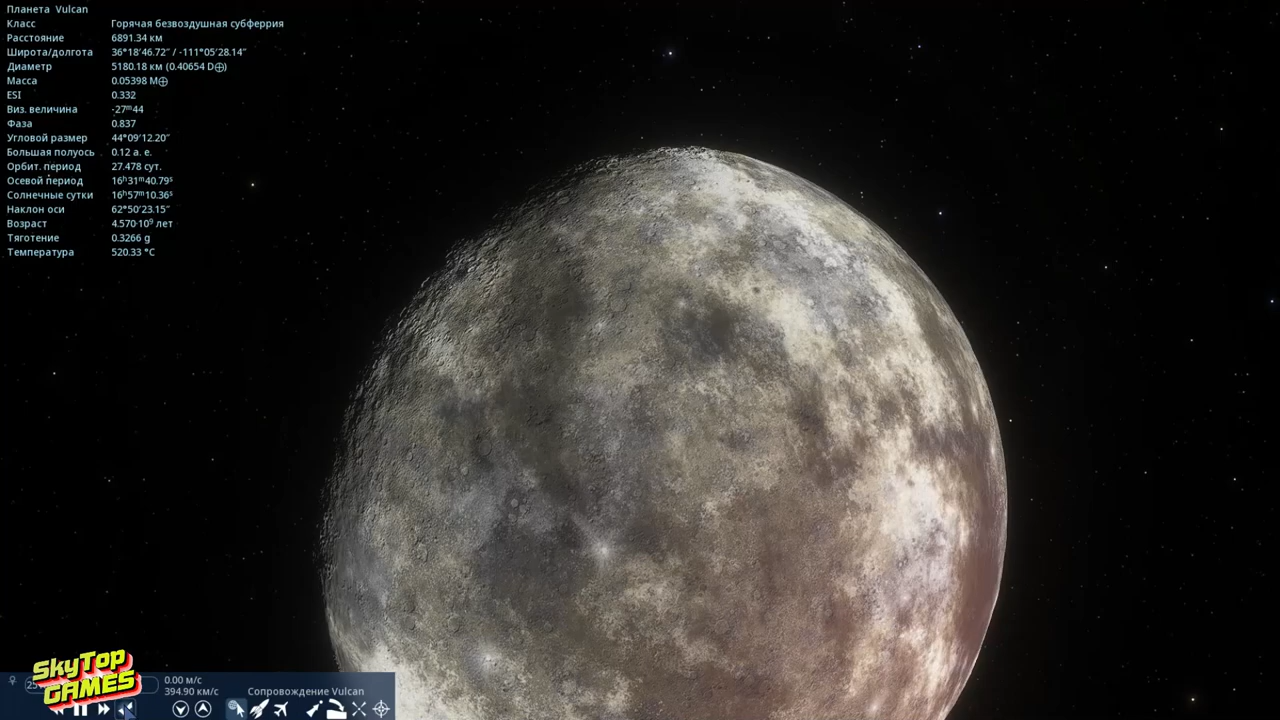 Планета Vulcan
Класс Горячая безвоздушная субферрия
Расстояние 6891.34 км
Широта/долгота 36°18′46.72″ / -111°05′28.14″
Диаметр 5180.18 км (0.40654 D⊕)
Масса 0.05398 M⊕
ESI 0.332
Виз. величина -27ᵐ44
Фаза 0.837
Угловой размер 44°09′12.20″
Большая полуось 0.12 а. е.
Орбит. период 27.478 сут.
Осевой период 16ʰ31ᵐ40.79ˢ
Солнечные сутки 16ʰ57ᵐ10.36ˢ
Наклон оси 62°50′23.15″
Возраст 4.570·10⁹ лет
Тяготение 0.3266 g
Температура 520.33 °C
SkyTop
GAMES
0.00 м/с
394.90 км/с Сопровождение Vulcan